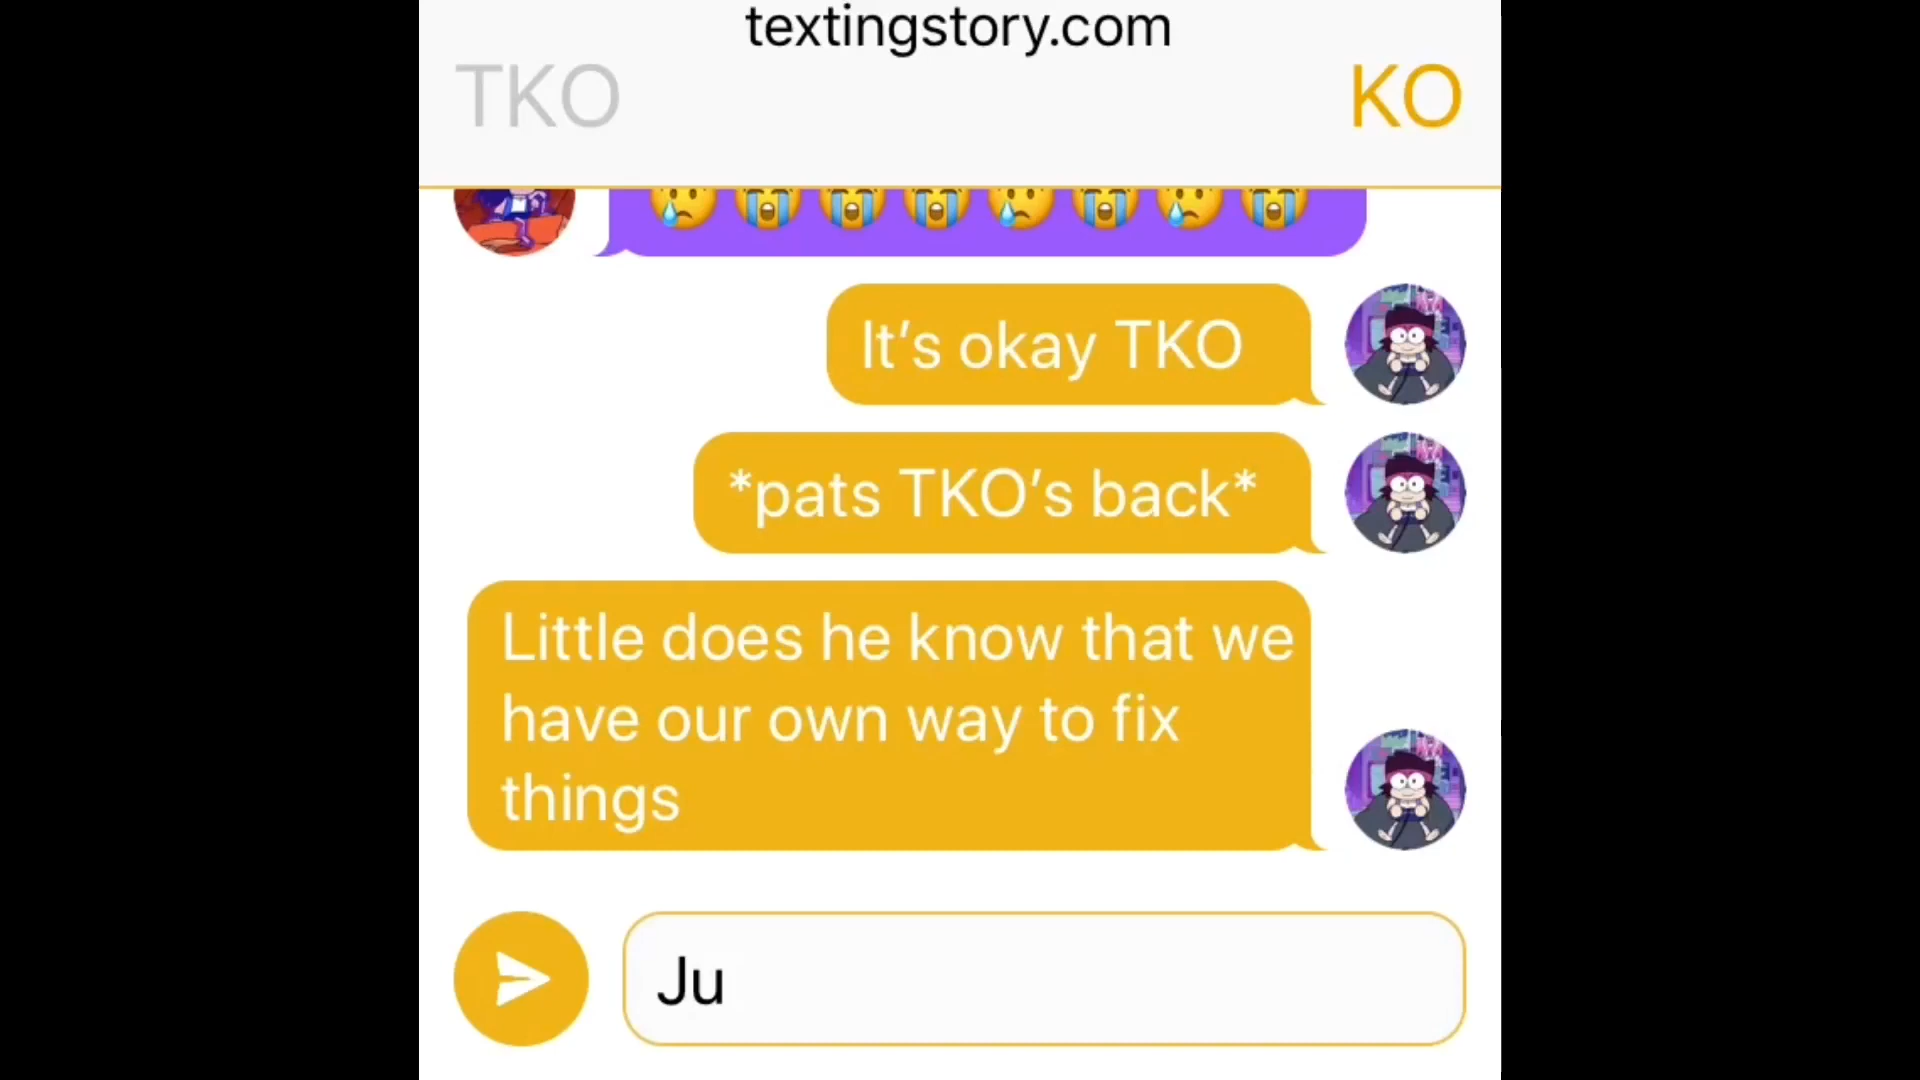 textingstory.com
TKO
KO
😢😭😭😭😢😭😢😭
It’s okay TKO
*pats TKO’s back*
Little does he know that we
have our own way to fix
things
Ju